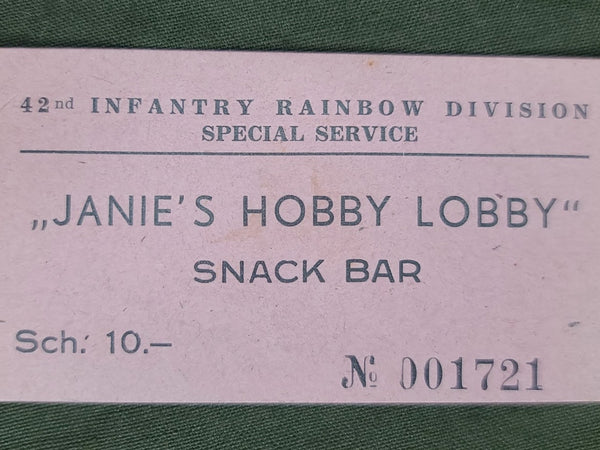 42nd INFANTRY RAINBOW DIVISION
SPECIAL SERVICE
„JANIE'S HOBBY LOBBY“
SNACK BAR
Sch: 10.—
№ 001721